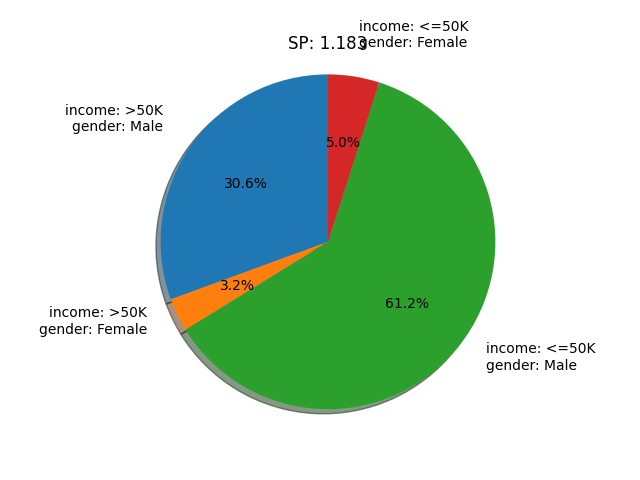 income: <=50K
gender: Female
SP: 1.183
income: >50K
gender: Male
5.0%
30.6%
3.2%
61.2%
income: >50K
gender: Female
income: <=50K
gender: Male